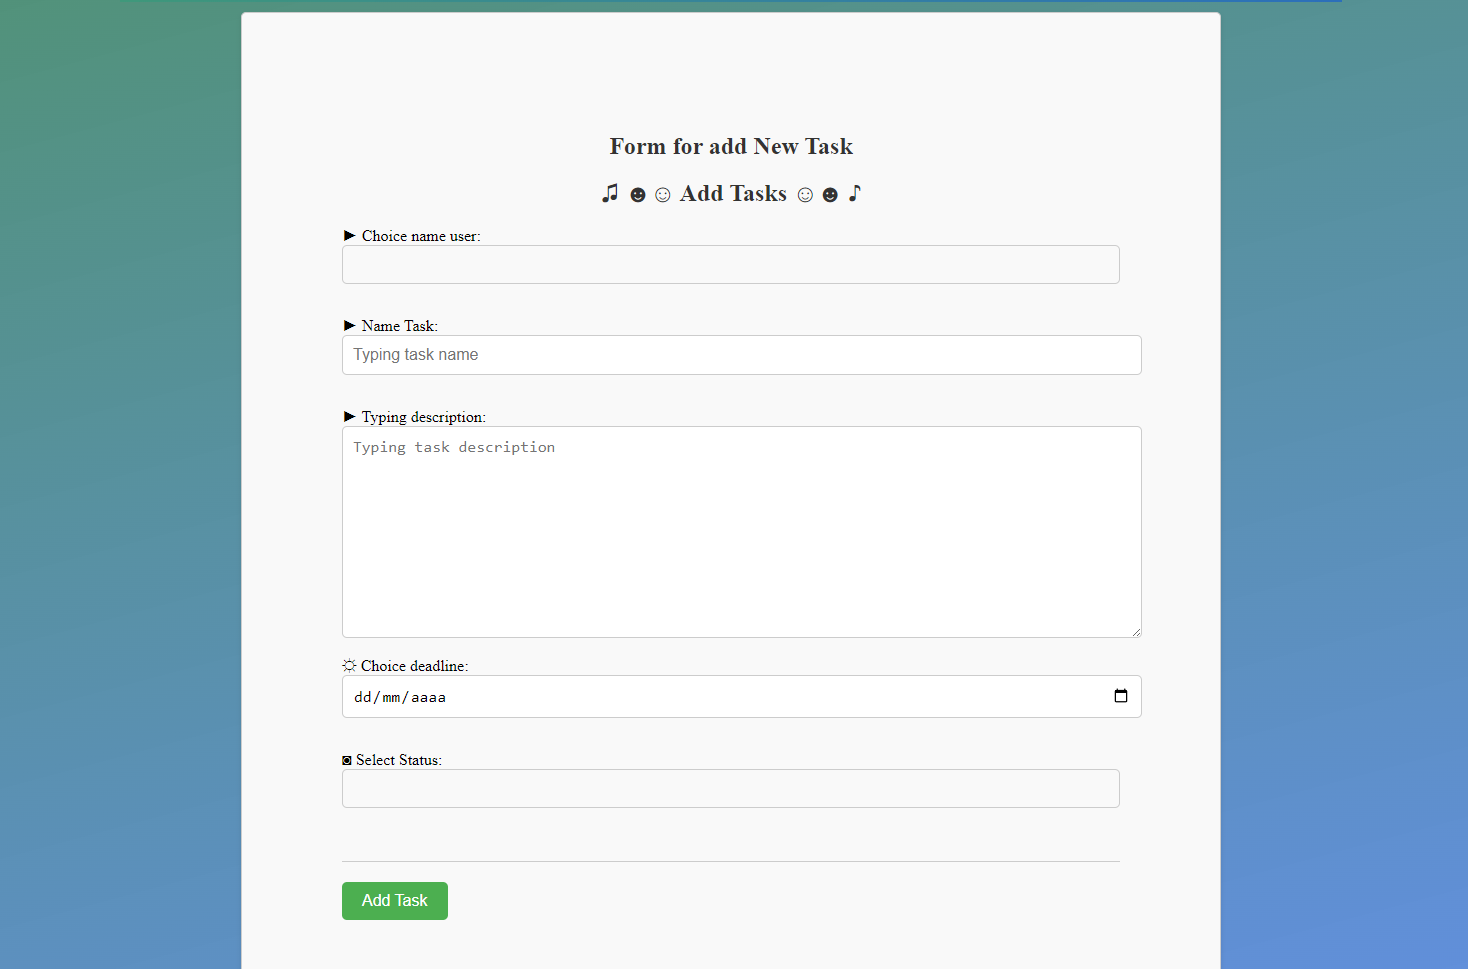 Form for add New Task
♫ ☻☺ Add Tasks ☺☻ ♪
► Choice name user:
► Name Task:
Typing task name
► Typing description:
Typing task description
☼ Choice deadline:
dd/mm/aaaa
◙ Select Status:
Add Task